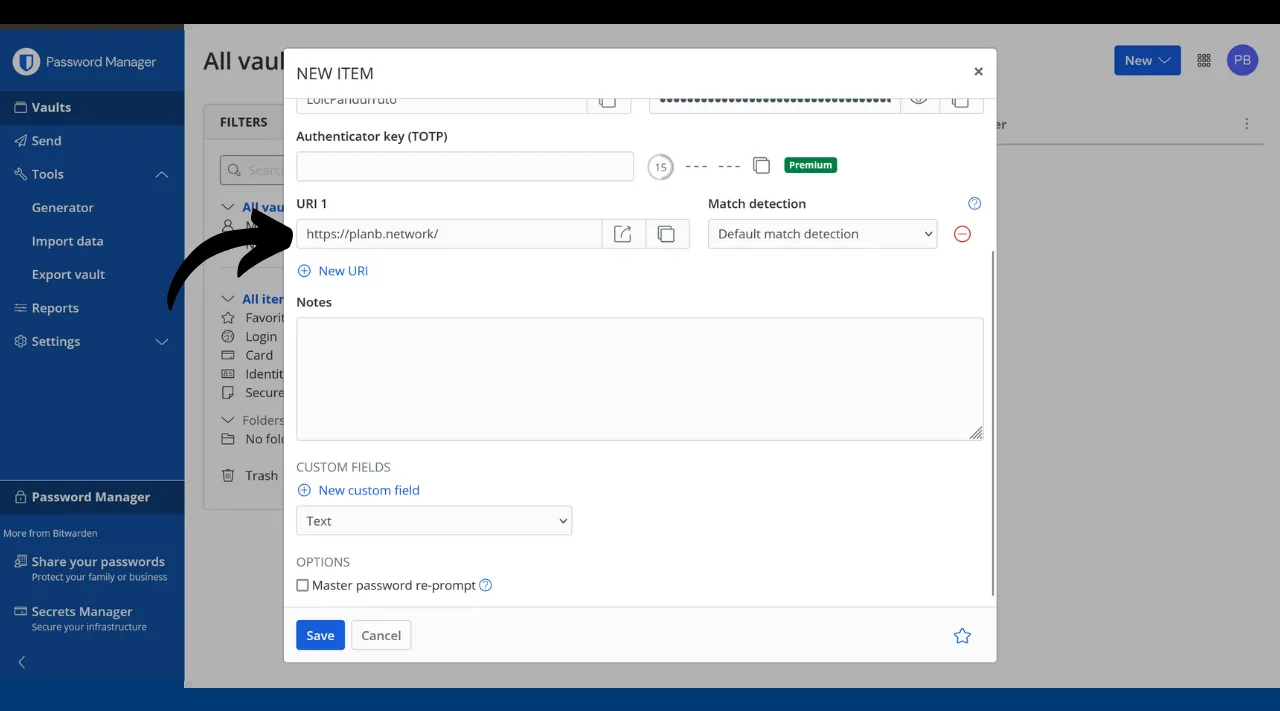 Password Manager
Vaults
Send
Tools
Generator
Import data
Export vault
Reports
Settings
Password Manager
More from Bitwarden
Share your passwords
Protect your family or business
Secrets Manager
Secure your infrastructure
All vaul
New
PB
FILTERS
Search
All vau
All iter
Favorit
Login
Card
Identit
Secure
Folders
No fold
Trash
er
NEW ITEM
LoicPandurruto
Authenticator key (TOTP)
15 --- --- Premium
URI 1
Match detection
https://planb.network/
Default match detection
New URI
Notes
CUSTOM FIELDS
New custom field
Text
OPTIONS
Master password re-prompt
Save
Cancel